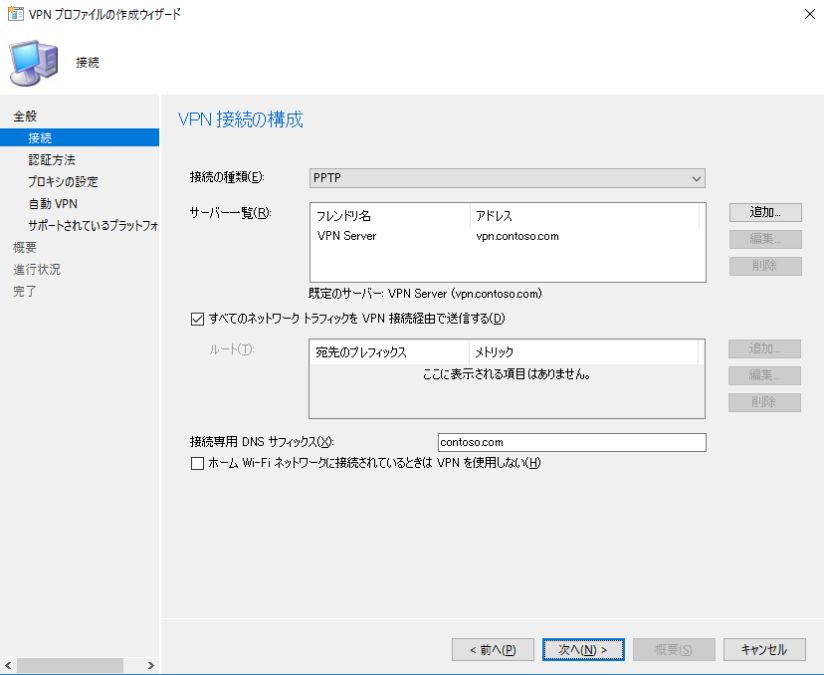 VPN プロファイルの作成ウィザード
接続
全般
接続
認証方法
プロキシの設定
自動 VPN
サポートされているプラットフォ
概要
進行状況
完了
VPN 接続の構成
接続の種類(E):
PPTP
サーバー一覧(R):
フレンドリ名 アドレス
VPN Server vpn.contoso.com
追加...
編集...
削除
既定のサーバー: VPN Server (vpn.contoso.com)
すべてのネットワーク トラフィックを VPN 接続経由で送信する(D)
ルート(T):
宛先のプレフィックス メトリック
ここに表示される項目はありません。
追加...
編集...
削除
接続専用 DNS サフィックス(X):
contoso.com
ホーム Wi-Fi ネットワークに接続されているときは VPN を使用しない(H)
< 前へ(P) 次へ(N) > 概要(S) キャンセル